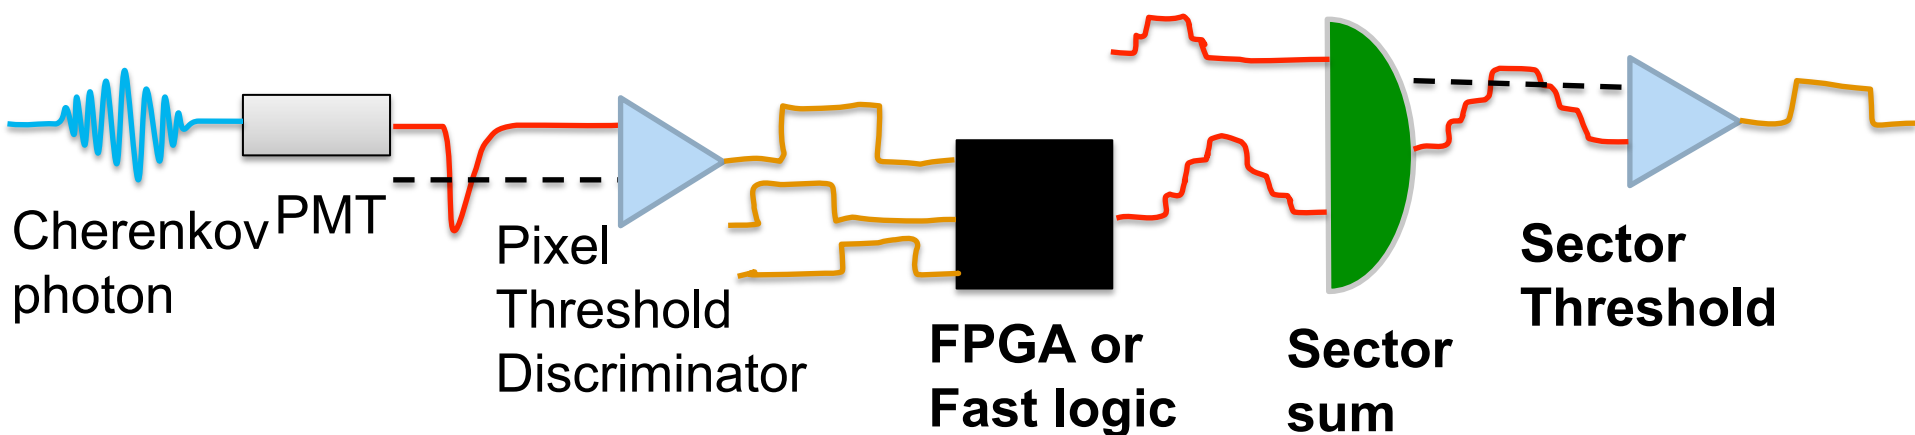 Cherenkov
photon
PMT
Pixel
Threshold
Discriminator
FPGA or
Fast logic
Sector
sum
Sector
Threshold